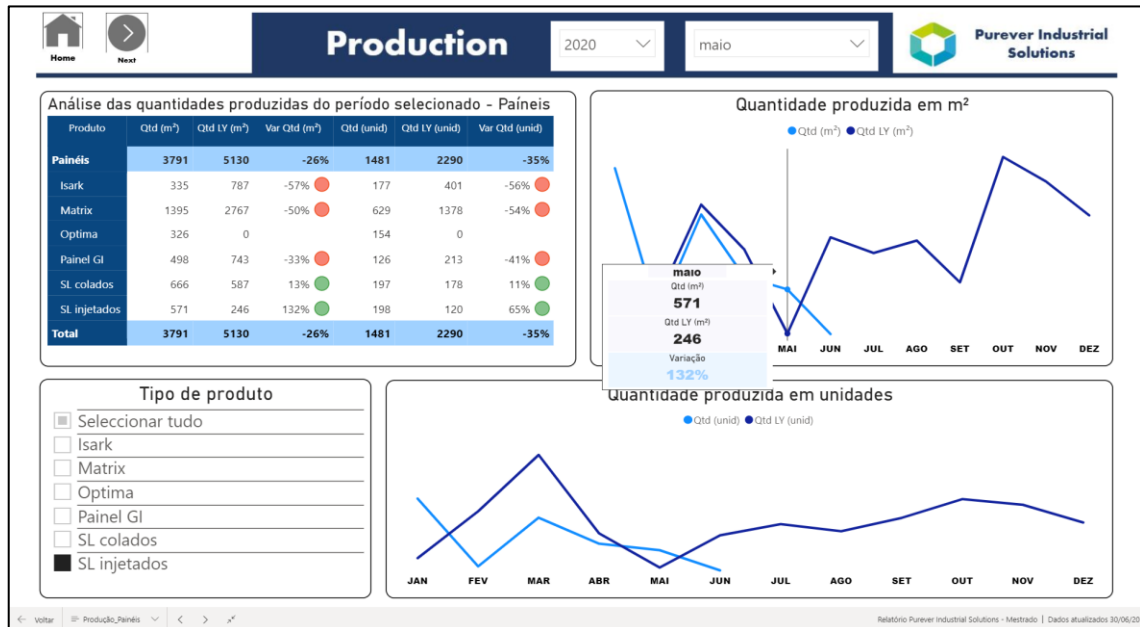 Home
Next
Production
2020
maio
Purever Industrial
Solutions
Análise das quantidades produzidas do período selecionado - Paíneis
Produto Qtd (m²) Qtd LY (m²) Var Qtd (m²) Qtd (unid) Qtd LY (unid) Var Qtd (unid)
Painéis 3791 5130 -26% 1481 2290 -35%
Isark 335 787 -57% 177 401 -56%
Matrix 1395 2767 -50% 629 1378 -54%
Optima 326 0 154 0
Painel GI 498 743 -33% 126 213 -41%
SL colados 666 587 13% 197 178 11%
SL injetados 571 246 132% 198 120 65%
Total 3791 5130 -26% 1481 2290 -35%
Quantidade produzida em m²
Qtd (m²) Qtd LY (m²)
maio
Qtd (m²)
571
Qtd LY (m²)
246
Variação
132%
MAI JUN JUL AGO SET OUT NOV DEZ
Tipo de produto
Seleccionar tudo
Isark
Matrix
Optima
Painel GI
SL colados
SL injetados
Quantidade produzida em unidades
Qtd (unid) Qtd LY (unid)
JAN FEV MAR ABR MAI JUN JUL AGO SET OUT NOV DEZ
Voltar
Produção_Painéis
Relatório Purever Industrial Solutions - Mestrado | Dados atualizados 30/06/20